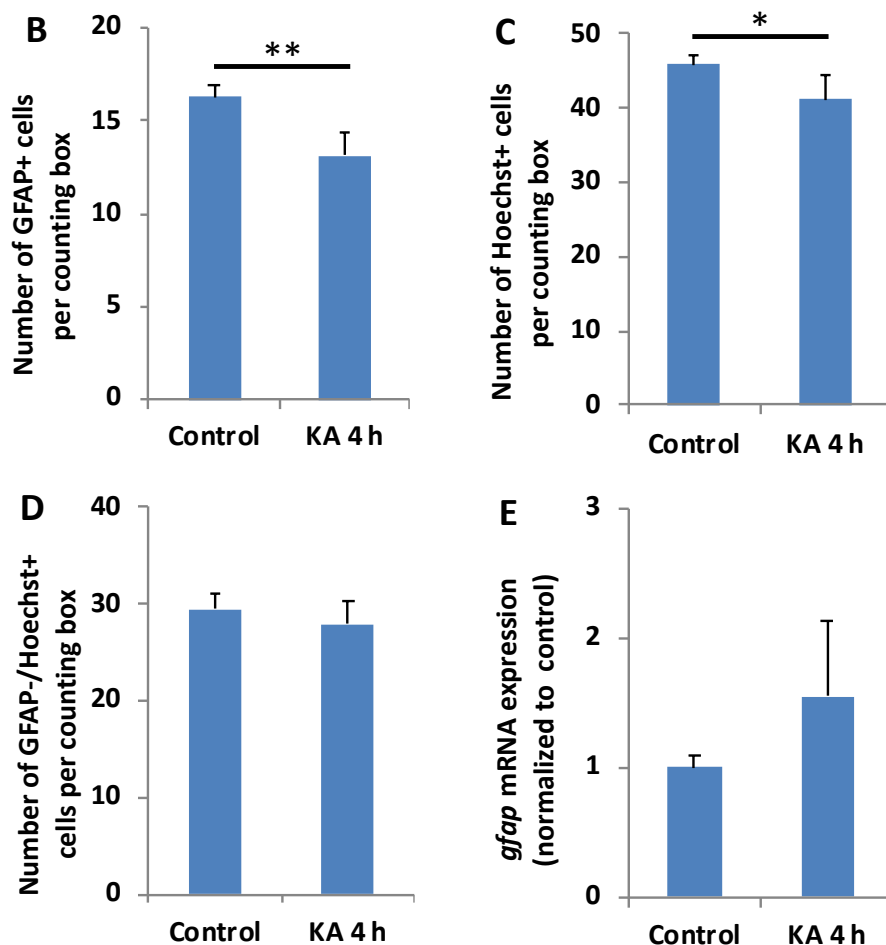 B
**
20
15
10
5
0
Number of GFAP+ cells
per counting box
Control KA 4 h
C
*
50
40
30
20
10
0
Number of Hoechst+ cells
per counting box
Control KA 4 h
D
40
30
20
10
0
Number of GFAP-/Hoechst+
cells per counting box
Control KA 4 h
E
3
2
1
0
gfap mRNA expression
(normalized to control)
Control KA 4 h